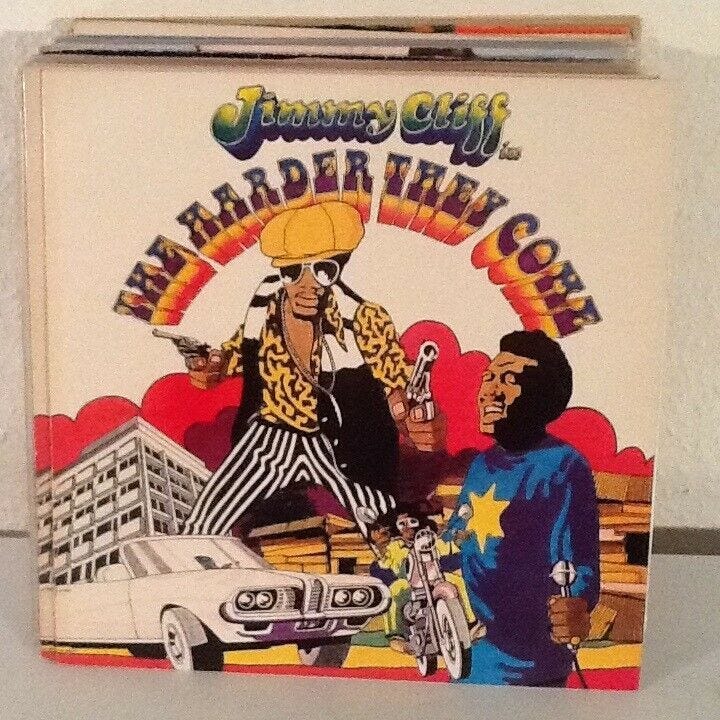 Jimmy Cliff
in
THE HARDER THEY COME